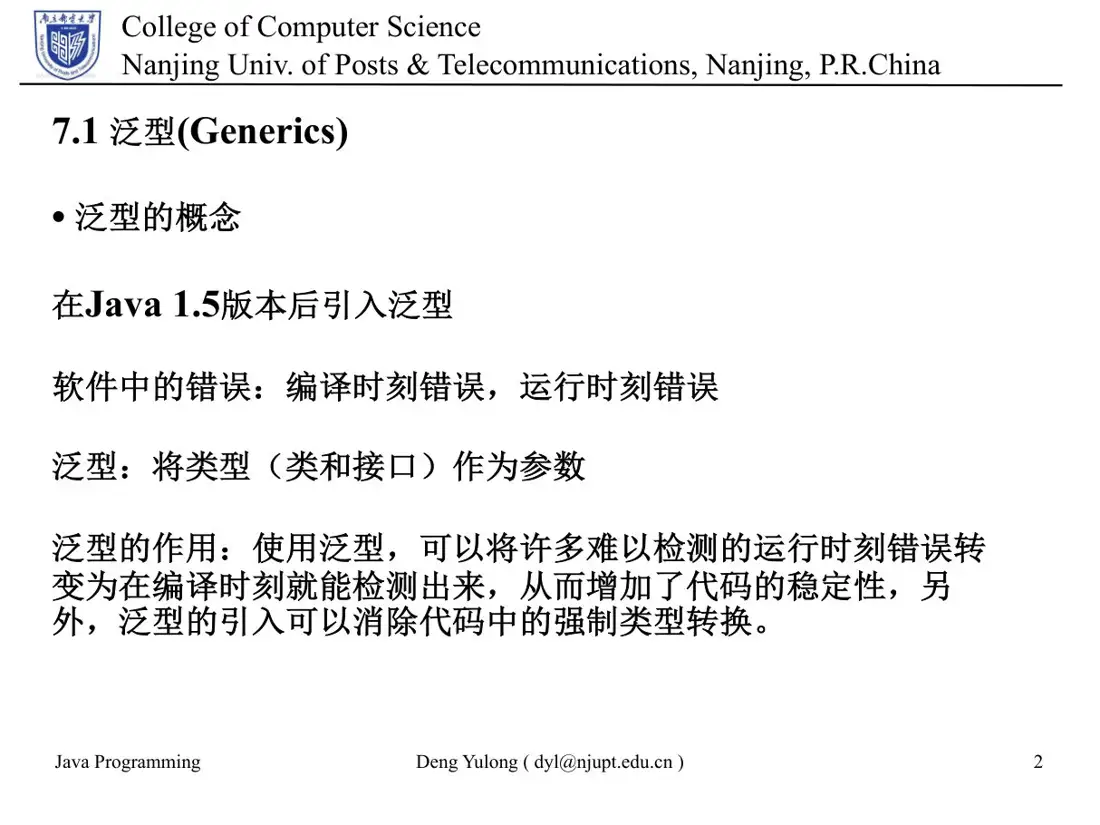 南京邮电大学
College of Computer Science
Nanjing Univ. of Posts & Telecommunications, Nanjing, P.R.China
7.1 泛型(Generics)
• 泛型的概念
在Java 1.5版本后引入泛型
软件中的错误：编译时刻错误，运行时刻错误
泛型：将类型（类和接口）作为参数
泛型的作用：使用泛型，可以将许多难以检测的运行时刻错误转
变为在编译时刻就能检测出来，从而增加了代码的稳定性，另
外，泛型的引入可以消除代码中的强制类型转换。
Java Programming
Deng Yulong ( dyl@njupt.edu.cn )
2